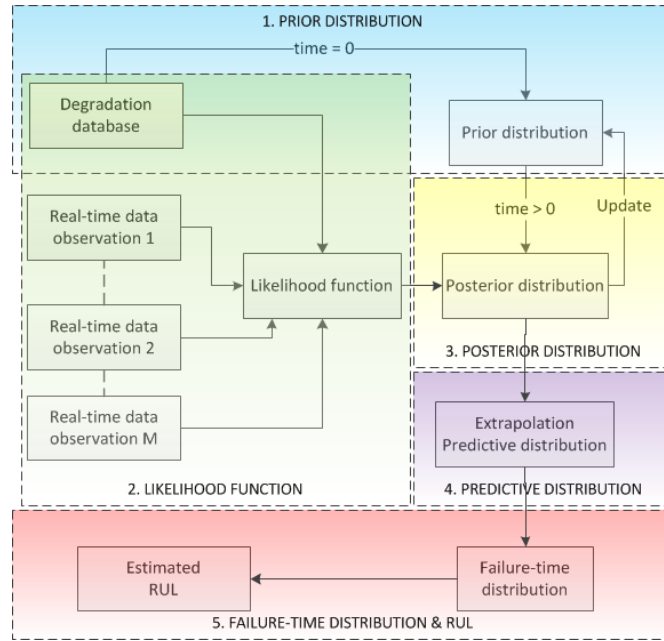 1. PRIOR DISTRIBUTION
time = 0
Degradation
database
Prior distribution
Real-time data
observation 1
time > 0
Update
Likelihood function
Posterior distribution
Real-time data
observation 2
3. POSTERIOR DISTRIBUTION
Real-time data
observation M
Extrapolation
Predictive distribution
2. LIKELIHOOD FUNCTION
4. PREDICTIVE DISTRIBUTION
Estimated
RUL
Failure-time
distribution
5. FAILURE-TIME DISTRIBUTION & RUL